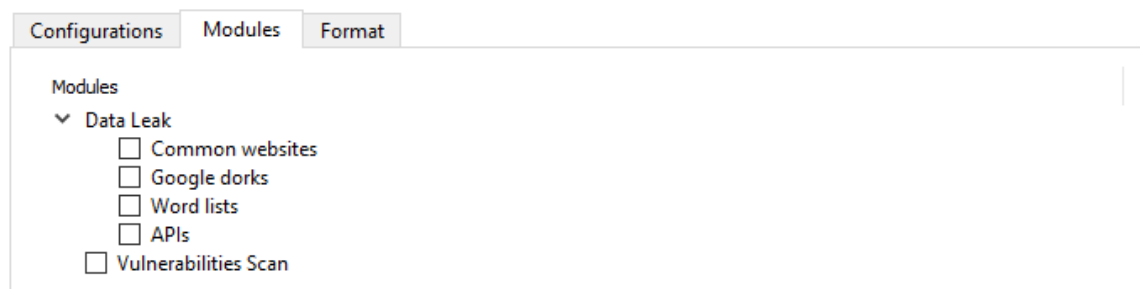 Configurations Modules Format
Modules
Data Leak
Common websites
Google dorks
Word lists
APIs
Vulnerabilities Scan